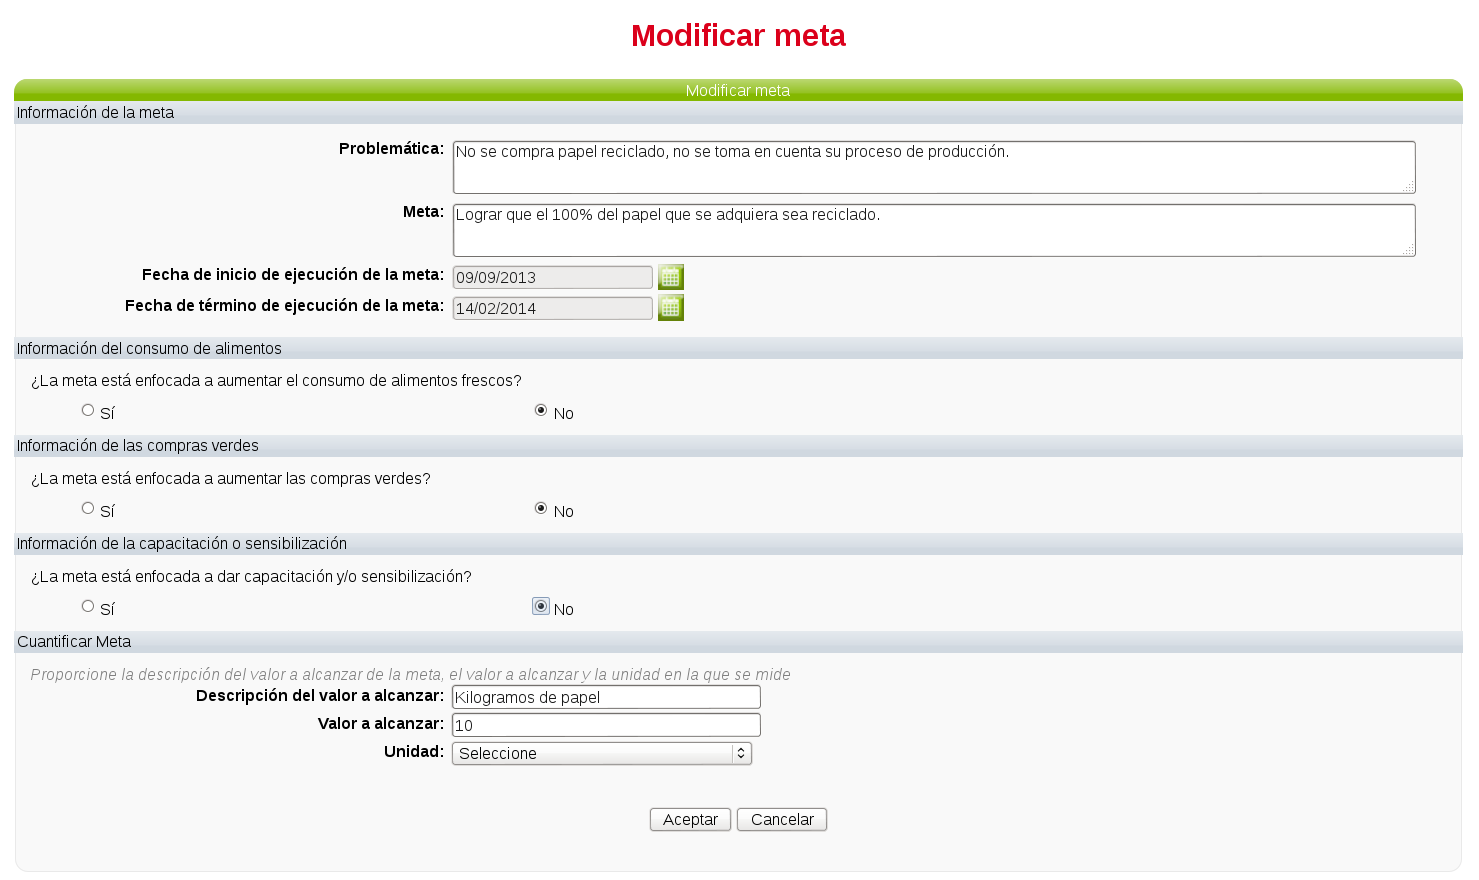 Modificar meta
Modificar meta
Información de la meta
Problemática: No se compra papel reciclado, no se toma en cuenta su proceso de producción.
Meta: Lograr que el 100% del papel que se adquiera sea reciclado.
Fecha de inicio de ejecución de la meta: 09/09/2013
Fecha de término de ejecución de la meta: 14/02/2014
Información del consumo de alimentos
¿La meta está enfocada a aumentar el consumo de alimentos frescos?
Sí No
Información de las compras verdes
¿La meta está enfocada a aumentar las compras verdes?
Sí No
Información de la capacitación o sensibilización
¿La meta está enfocada a dar capacitación y/o sensibilización?
Sí No
Cuantificar Meta
Proporcione la descripción del valor a alcanzar de la meta, el valor a alcanzar y la unidad en la que se mide
Descripción del valor a alcanzar: Kilogramos de papel
Valor a alcanzar: 10
Unidad: Seleccione
Aceptar Cancelar